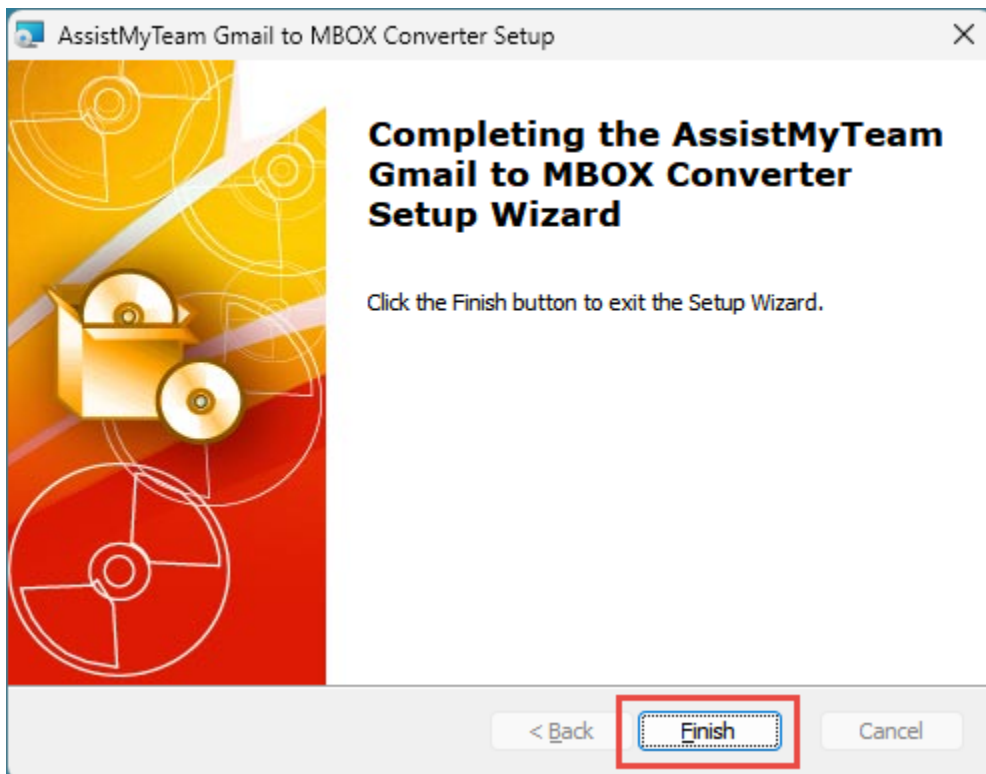 AssistMyTeam Gmail to MBOX Converter Setup
Completing the AssistMyTeam
Gmail to MBOX Converter
Setup Wizard
Click the Finish button to exit the Setup Wizard.
< Back
Finish
Cancel